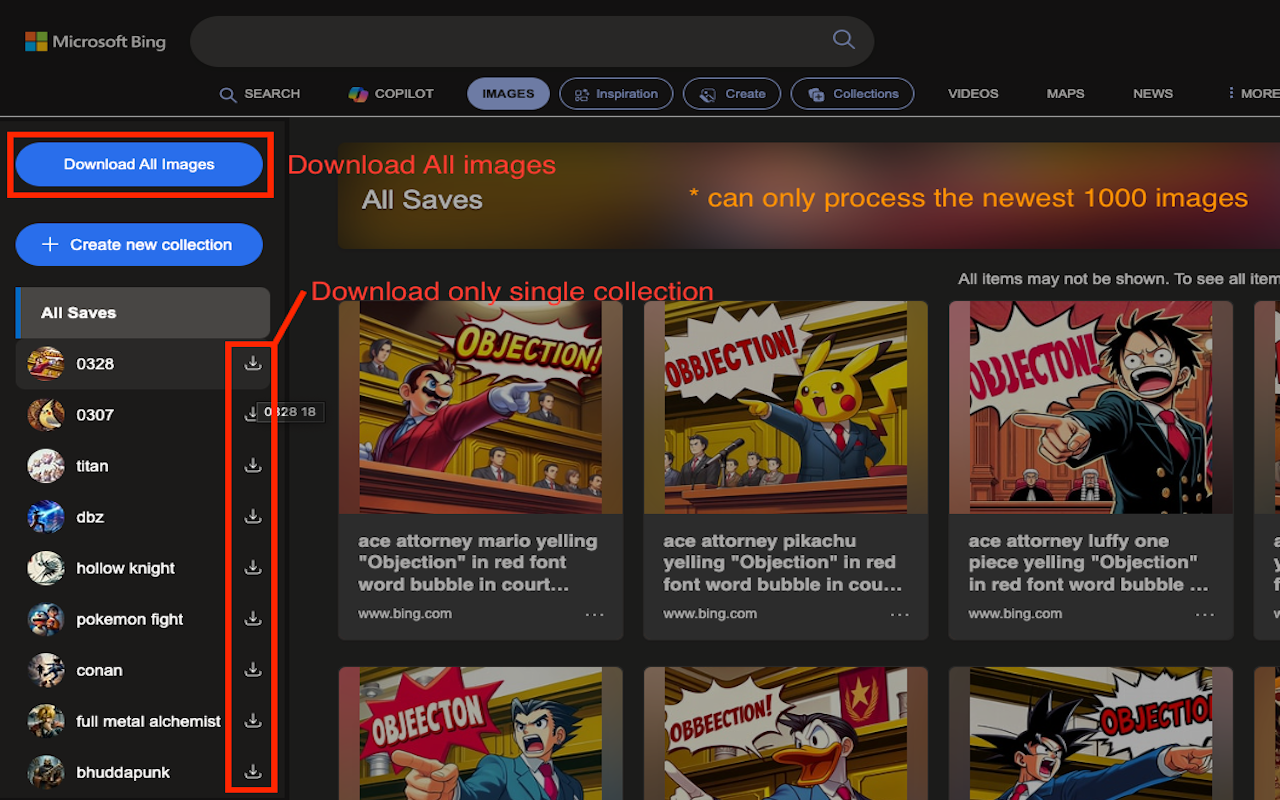 Microsoft Bing
SEARCH
COPILOT
IMAGES
Inspiration
Create
Collections
VIDEOS
MAPS
NEWS
MORE
Download All Images
Download All images
All Saves
* can only process the newest 1000 images
+ Create new collection
Download only single collection
All items may not be shown. To see all item
All Saves
0328
0307
0328 18
titan
dbz
hollow knight
pokemon fight
conan
full metal alchemist
bhuddapunk
OBJECTION!
ace attorney mario yelling
"Objection" in red font
word bubble in court...
www.bing.com
OBBJECTION!
ace attorney pikachu
yelling "Objection" in red
font word bubble in cou...
www.bing.com
OBJECTON!
ace attorney luffy one
piece yelling "Objection"
in red font word bubble ...
www.bing.com
OBJEECTON
OBBEECTION!
OBJECTIO